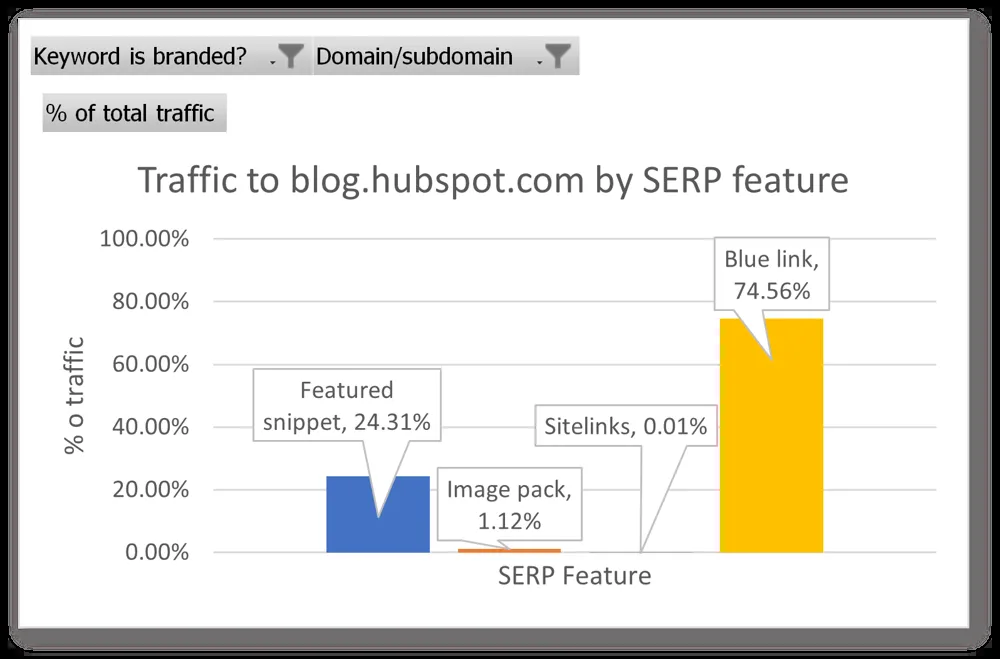 Keyword is branded? Domain/subdomain
% of total traffic
Traffic to blog.hubspot.com by SERP feature
100.00%
80.00%
60.00%
40.00%
20.00%
0.00%
% o traffic
Featured
snippet, 24.31%
Image pack,
1.12%
Sitelinks, 0.01%
Blue link,
74.56%
SERP Feature